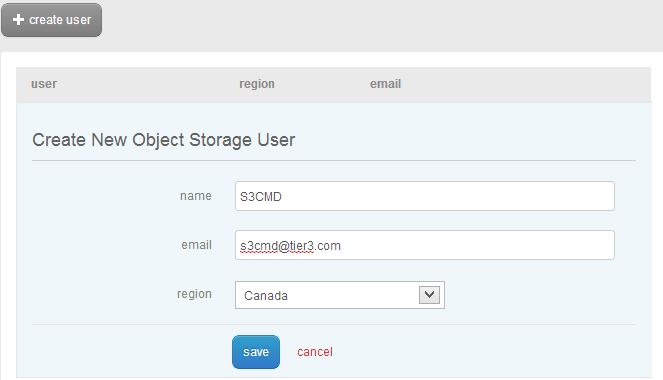 + create user
user region email
Create New Object Storage User
name S3CMD
email s3cmd@tier3.com
region Canada
save cancel